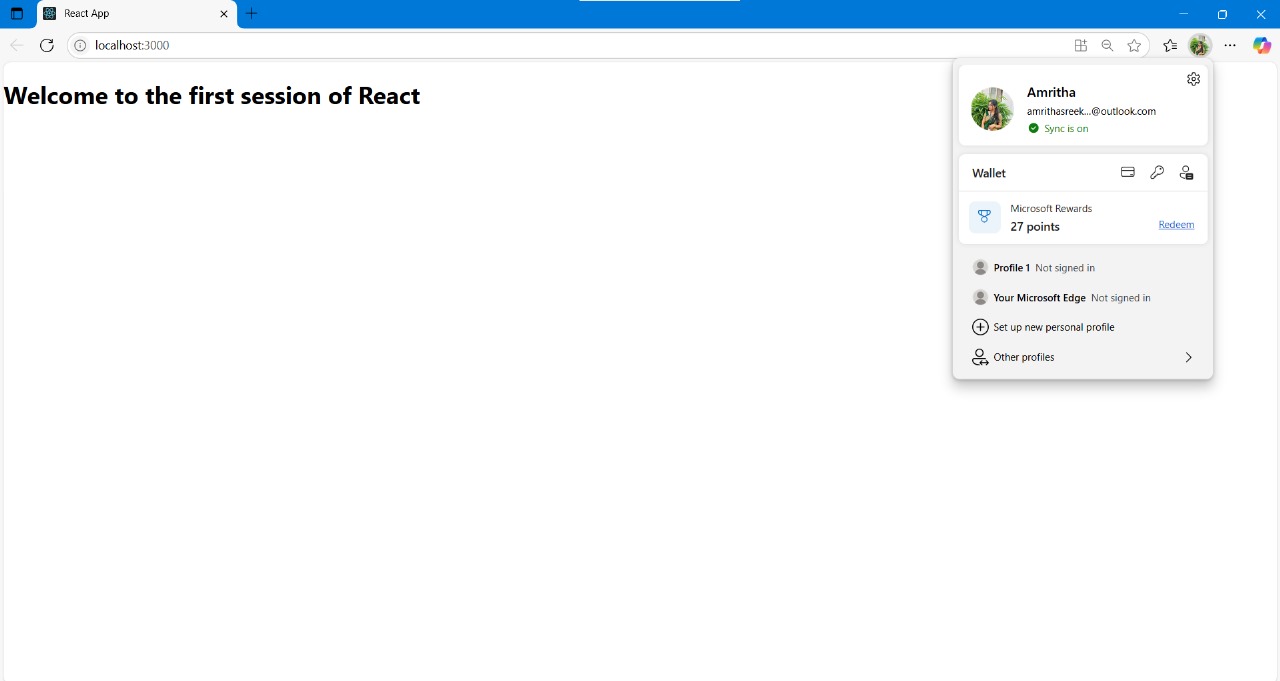 React App
localhost:3000
Welcome to the first session of React
Amritha
amrithasreek...@outlook.com
Sync is on
Wallet
Microsoft Rewards
27 points
Redeem
Profile 1 Not signed in
Your Microsoft Edge Not signed in
Set up new personal profile
Other profiles